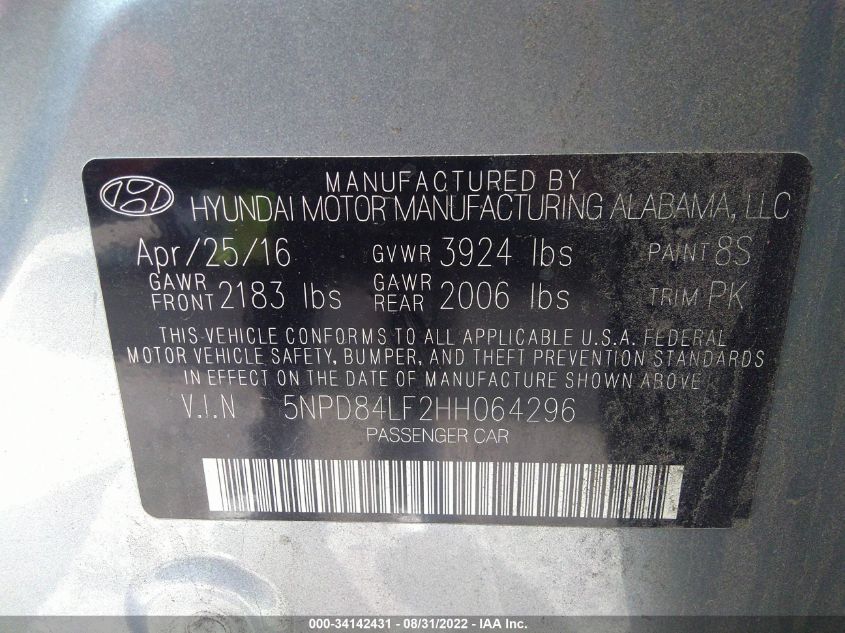 MANUFACTURED BY
HYUNDAI MOTOR MANUFACTURING ALABAMA, LLC
Apr/25/16 GVWR 3924 lbs PAINT 8S
GAWR FRONT 2183 lbs GAWR REAR 2006 lbs TRIM PK
THIS VEHICLE CONFORMS TO ALL APPLICABLE U.S.A. FEDERAL
MOTOR VEHICLE SAFETY, BUMPER, AND THEFT PREVENTION STANDARDS
IN EFFECT ON THE DATE OF MANUFACTURE SHOWN ABOVE
V.I.N 5NPD84LF2HH064296
PASSENGER CAR
000-34142431 - 08/31/2022 - IAA Inc.